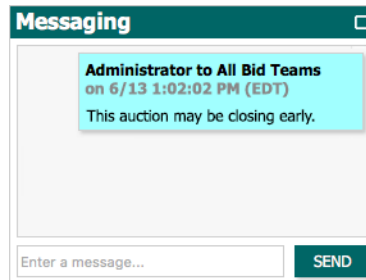 Messaging
Administrator to All Bid Teams
on 6/13 1:02:02 PM (EDT)
This auction may be closing early.
Enter a message...
SEND